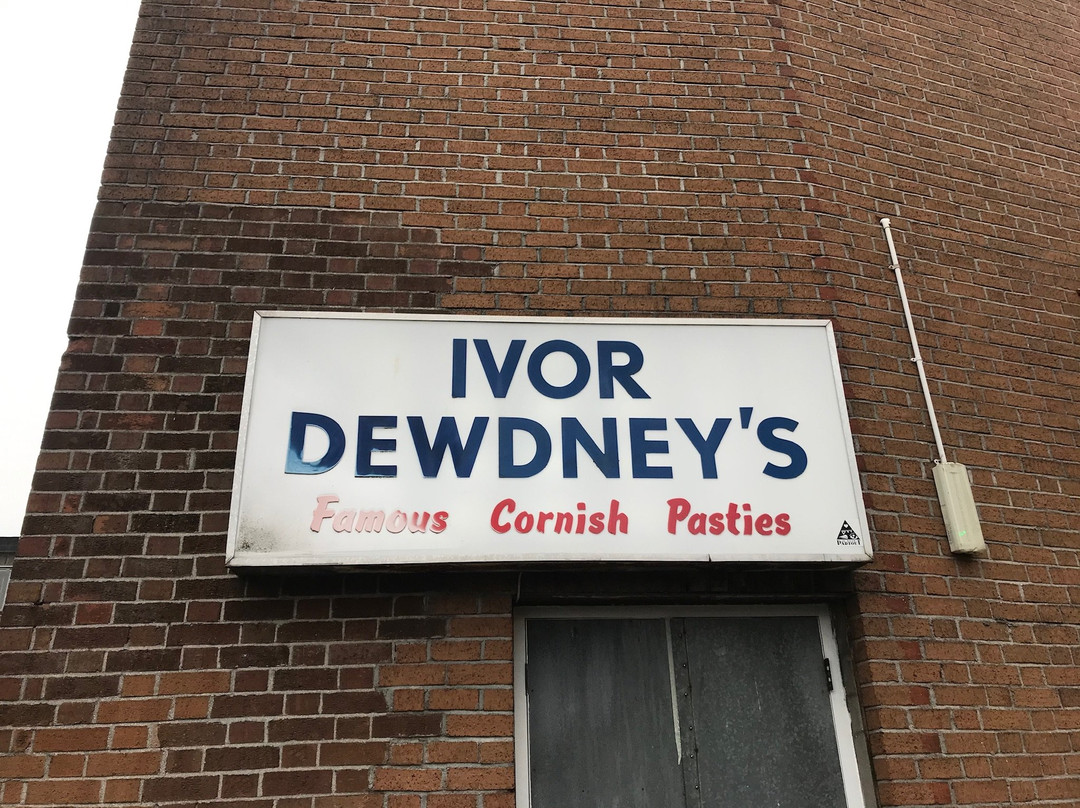 IVOR
DEWDNEY'S
Famous Cornish Pasties